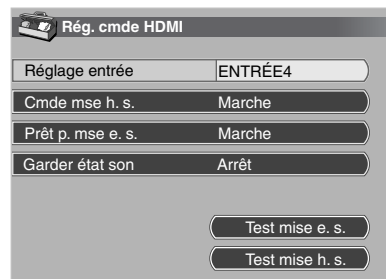 Rég. cmde HDMI
Réglage entrée ENTRÉE4
Cmde mse h. s. Marche
Prêt p. mse e. s. Marche
Garder état son Arrêt
Test mise e. s.
Test mise h. s.